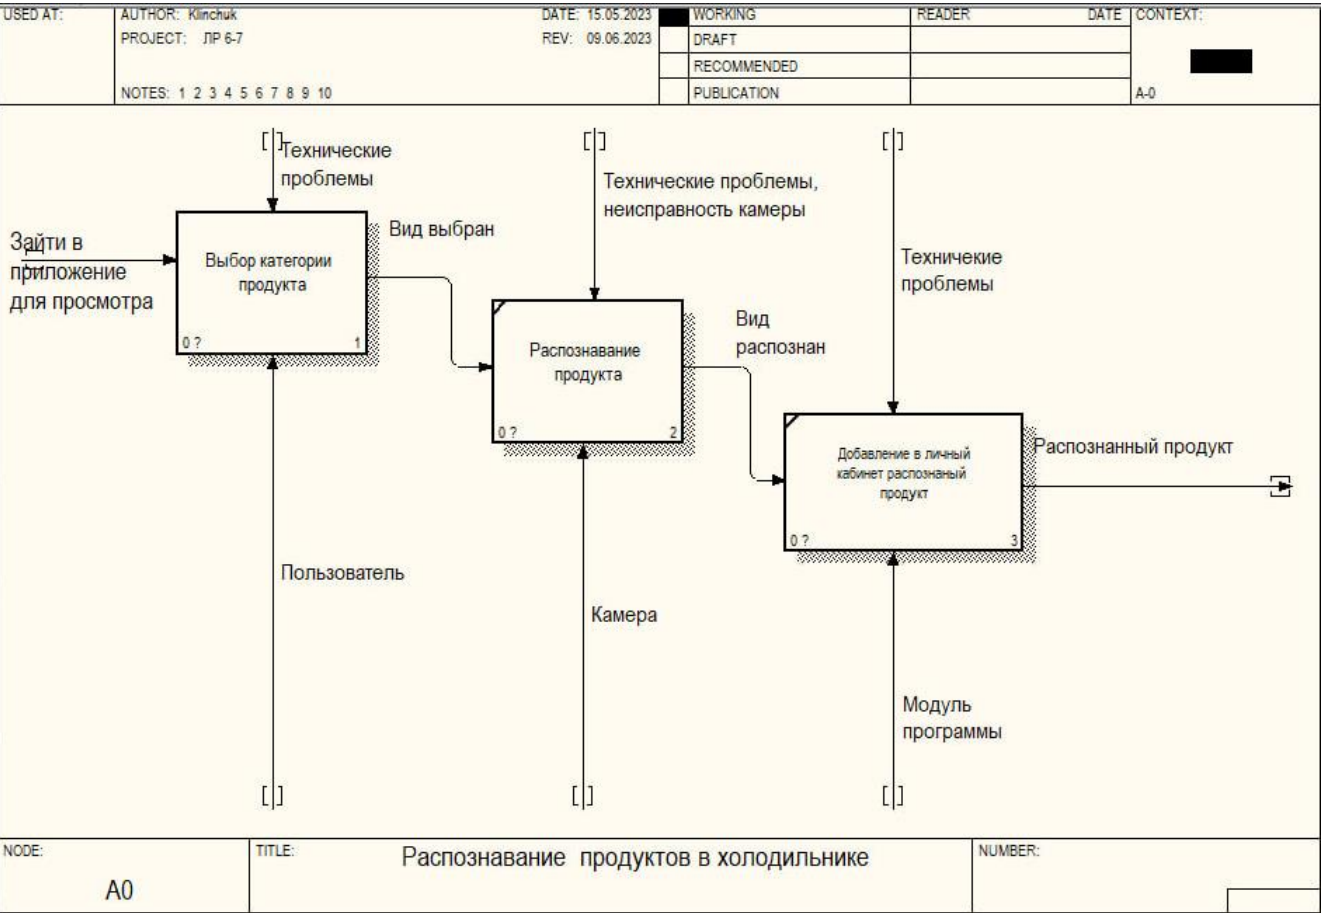 USED AT:
AUTHOR: Klinchuk
DATE: 15.05.2023
WORKING
READER
DATE
CONTEXT:
PROJECT: ЛР 6-7
REV: 09.06.2023
DRAFT
RECOMMENDED
NOTES: 1 2 3 4 5 6 7 8 9 10
PUBLICATION
A-0
Технические
проблемы
Технические проблемы,
неисправность камеры
Техничекие
проблемы
Зайти в
приложение
для просмотра
Выбор категории
продукта
0 ?
1
Вид выбран
Распознавание
продукта
0 ?
2
Вид
распознан
Добавление в личный
кабинет распознаный
продукт
0 ?
3
Распознанный продукт
Пользователь
Камера
Модуль
программы
NODE:
A0
TITLE:
Распознавание продуктов в холодильнике
NUMBER: